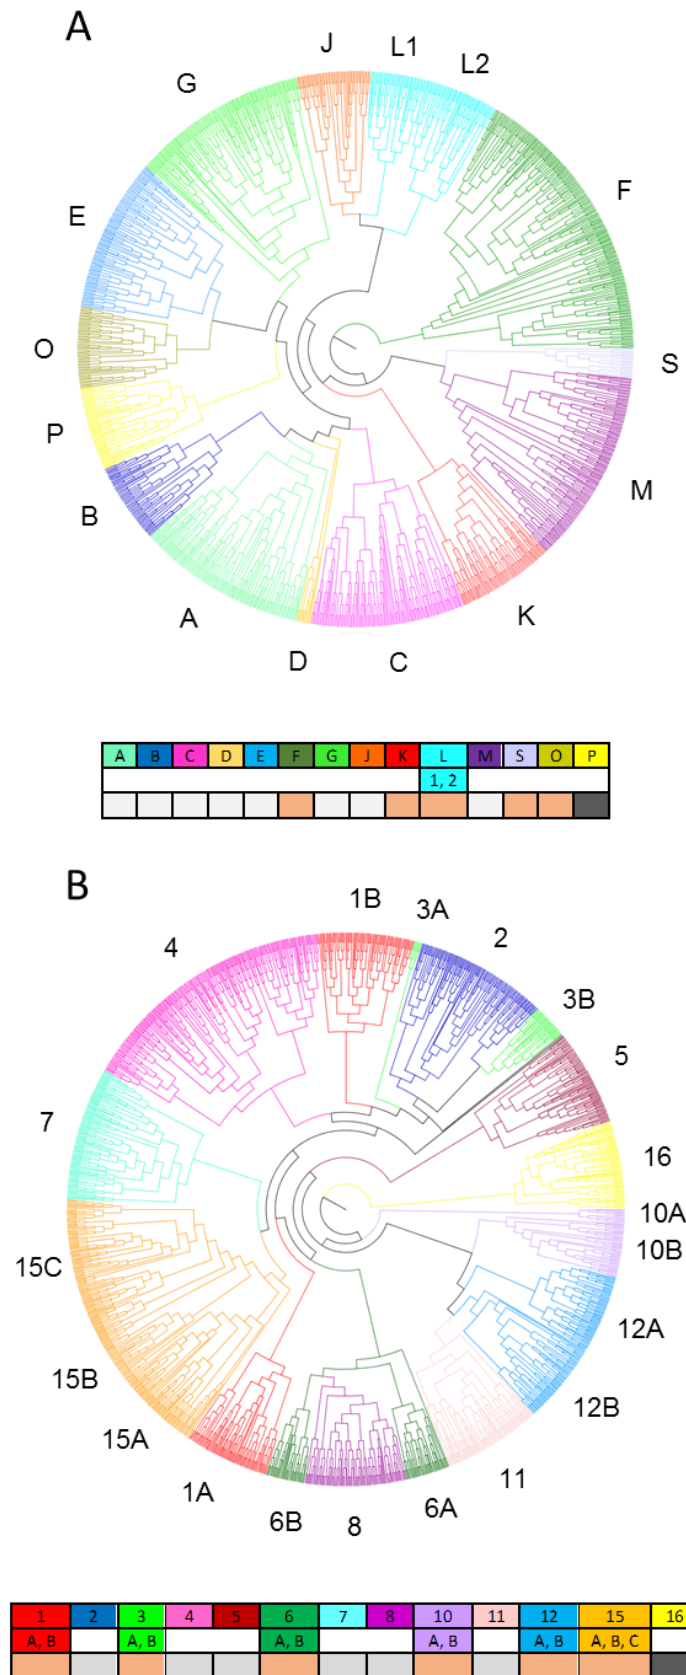 A
J
L1
L2
G
F
E
O
S
P
M
B
A
K
D
C
A B C D E F G J K L M S O P
1, 2
B
1B
3A
2
4
3B
5
7
16
10A
10B
15C
12A
15B
12B
15A
11
1A
6A
6B
8
1 2 3 4 5 6 7 8 10 11 12 15 16
A, B A, B A, B A, B A, B A, B, C